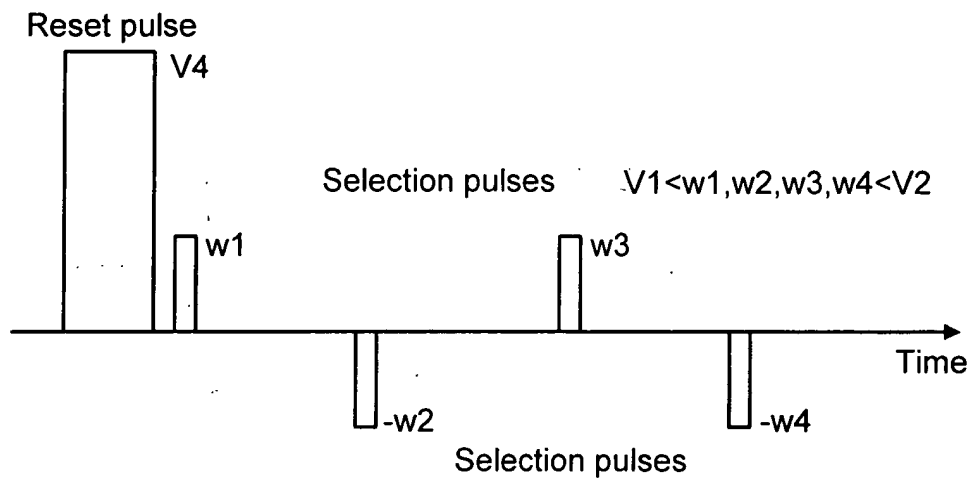 Reset pulse
V4
Selection pulses V1<w1,w2,w3,w4<V2
w1
w3
Time
-w2
-w4
Selection pulses